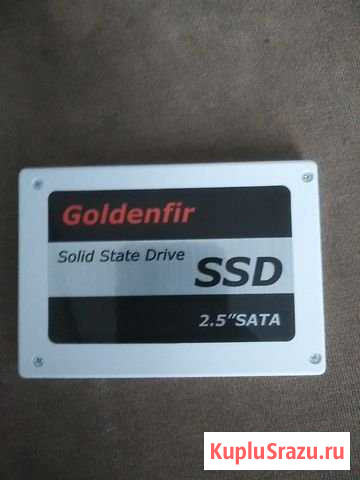 Goldenfir
Solid State Drive
SSD
2.5"SATA
KupluSrazu.ru